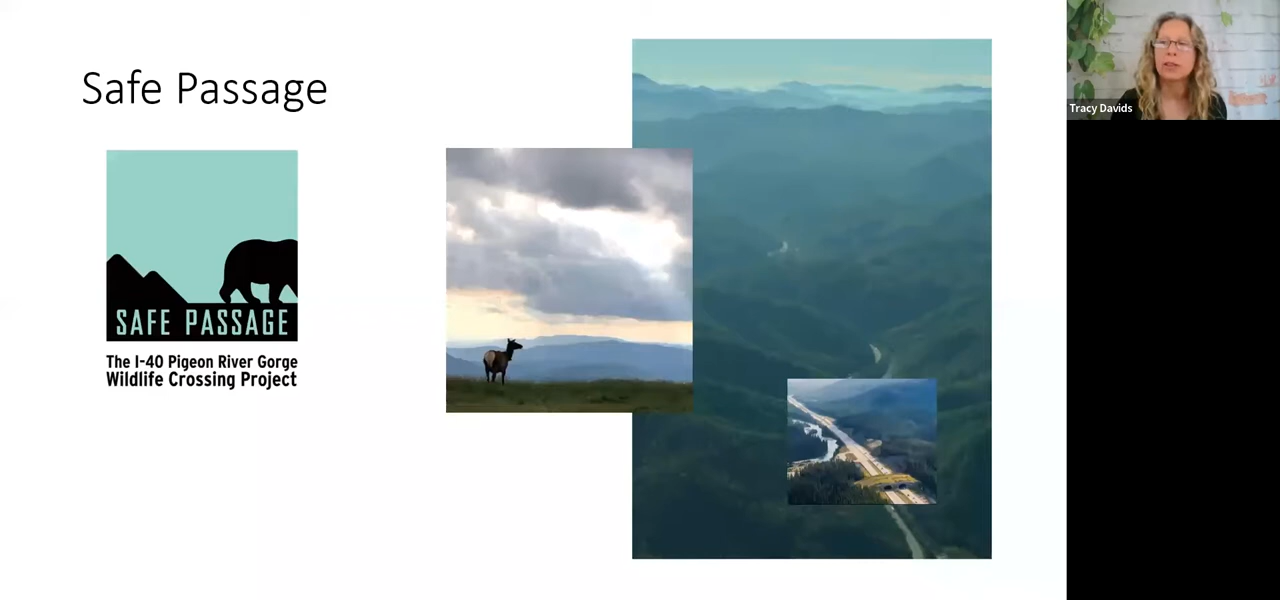 Safe Passage
SAFE PASSAGE
The I-40 Pigeon River Gorge
Wildlife Crossing Project
Tracy Davids